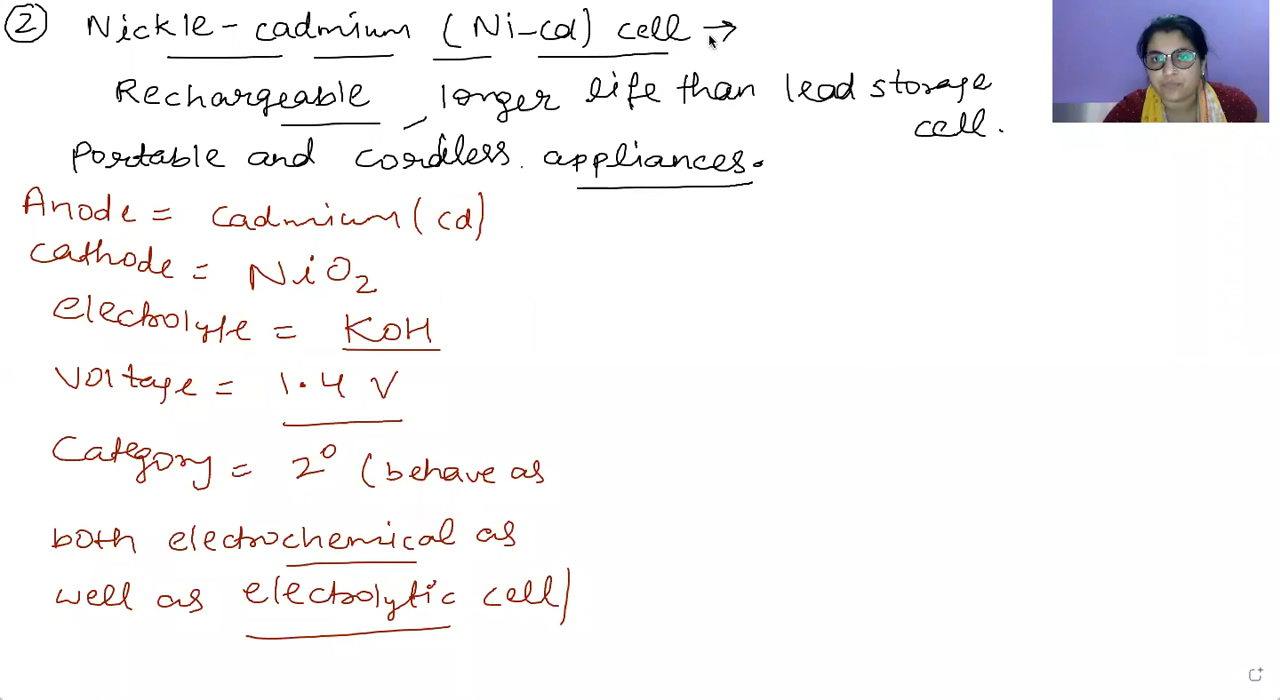 ② Nickle-cadmium (Ni-cd) cell →
Rechargeable, longer life than lead storage
cell.
Portable and cordless appliances.
Anode = cadmium (cd)
cathode = NiO₂
electrolyte = KOH
voltage = 1.4 V
Category = 2⁰ (behave as
both electrochemical as
well as electrolytic cell)